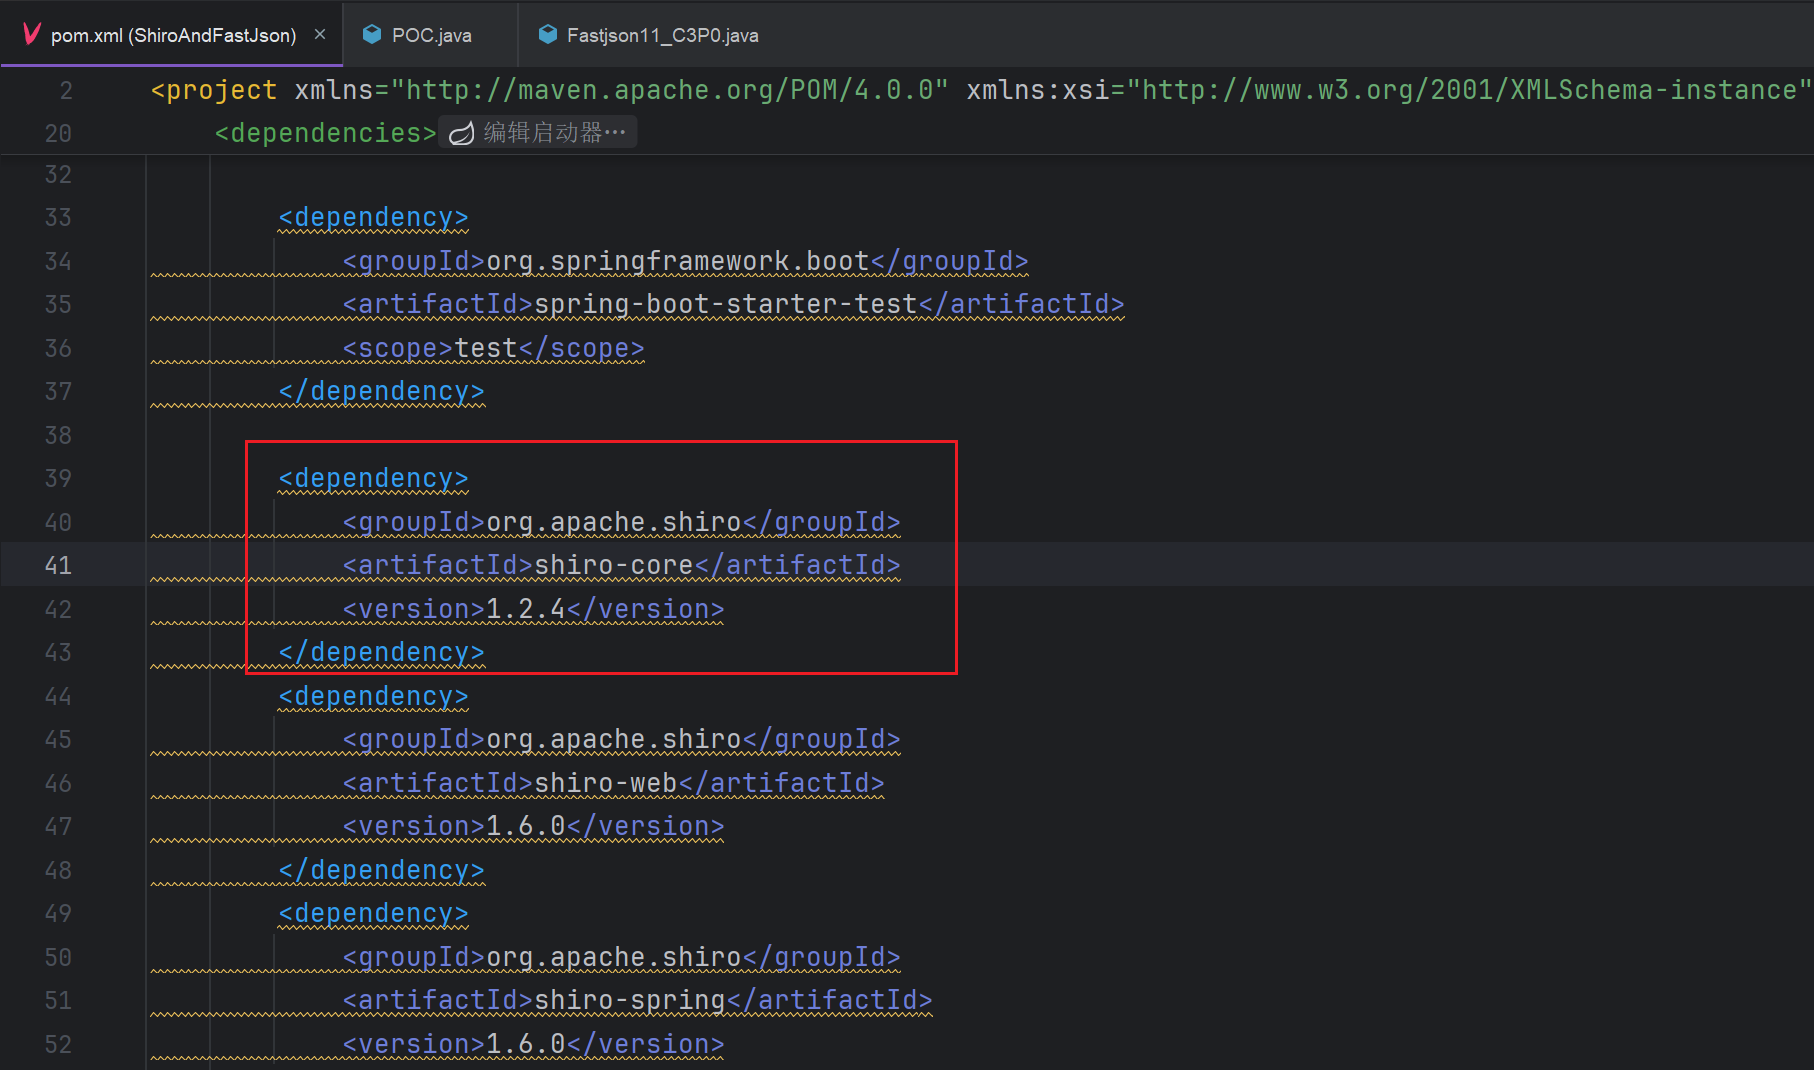 pom.xml (ShiroAndFastJson) × POC.java Fastjson11_C3P0.java
2 <project xmlns="http://maven.apache.org/POM/4.0.0" xmlns:xsi="http://www.w3.org/2001/XMLSchema-instance"
20 <dependencies> 编辑启动器…
32
33 <dependency>
34 <groupId>org.springframework.boot</groupId>
35 <artifactId>spring-boot-starter-test</artifactId>
36 <scope>test</scope>
37 </dependency>
38
39 <dependency>
40 <groupId>org.apache.shiro</groupId>
41 <artifactId>shiro-core</artifactId>
42 <version>1.2.4</version>
43 </dependency>
44 <dependency>
45 <groupId>org.apache.shiro</groupId>
46 <artifactId>shiro-web</artifactId>
47 <version>1.6.0</version>
48 </dependency>
49 <dependency>
50 <groupId>org.apache.shiro</groupId>
51 <artifactId>shiro-spring</artifactId>
52 <version>1.6.0</version>